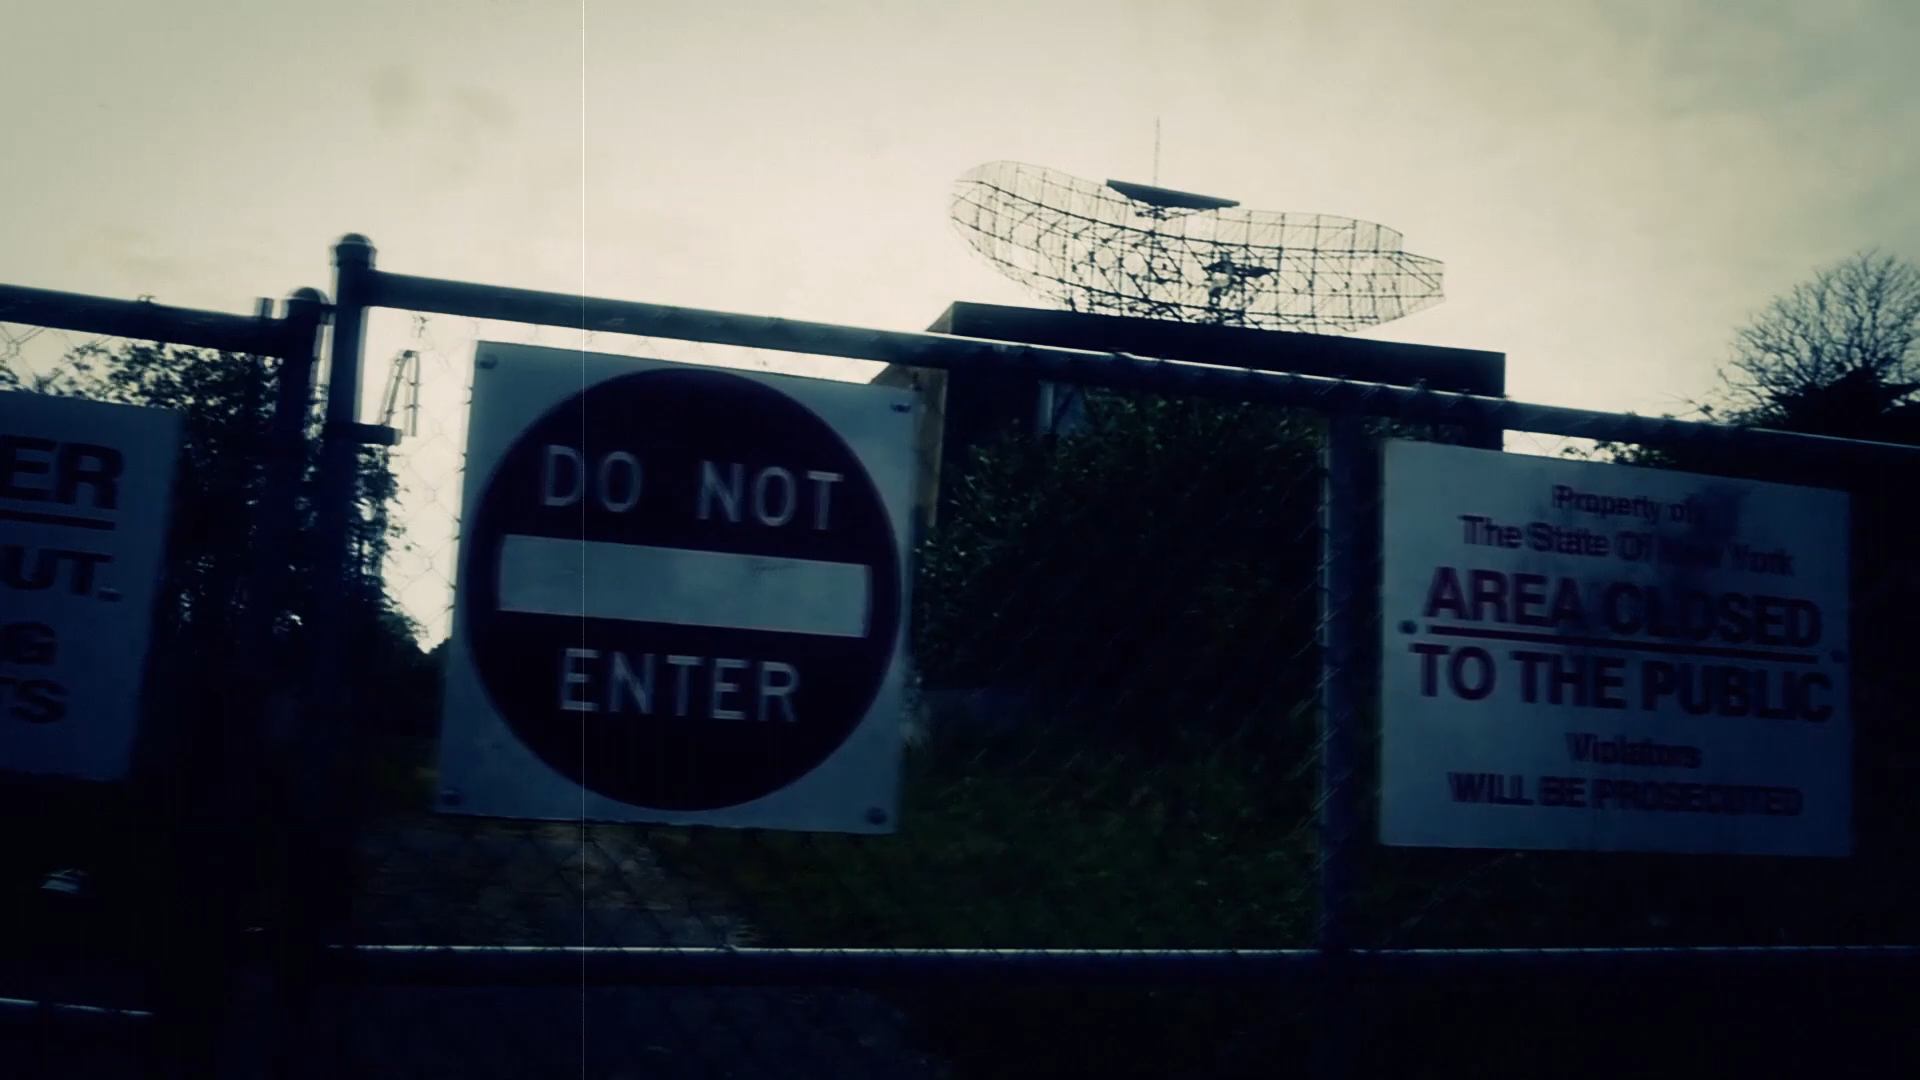 ER
UT.
G
TS
DO NOT
ENTER
Property of
The State Of New York
AREA CLOSED
TO THE PUBLIC
Violators
WILL BE PROSECUTED